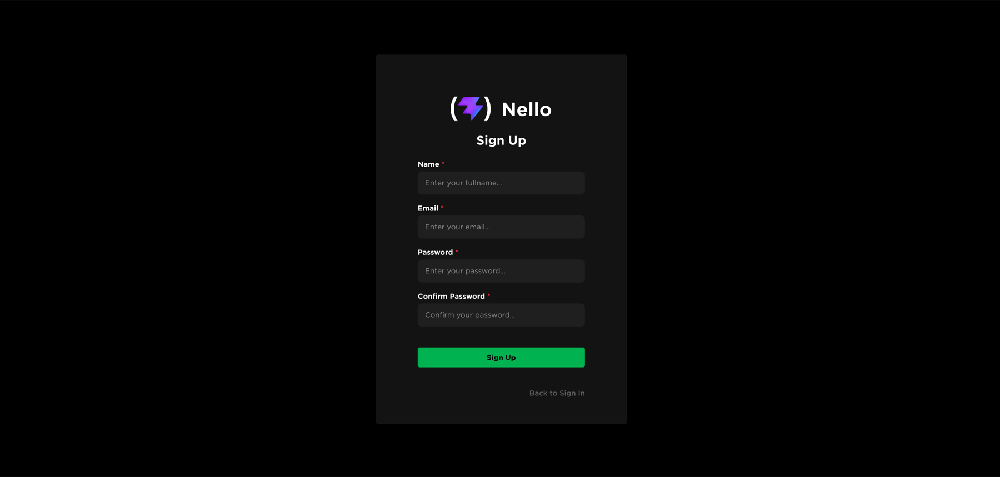 ( ) Nello
Sign Up
Name *
Enter your fullname...
Email *
Enter your email...
Password *
Enter your password...
Confirm Password *
Confirm your password...
Sign Up
Back to Sign In